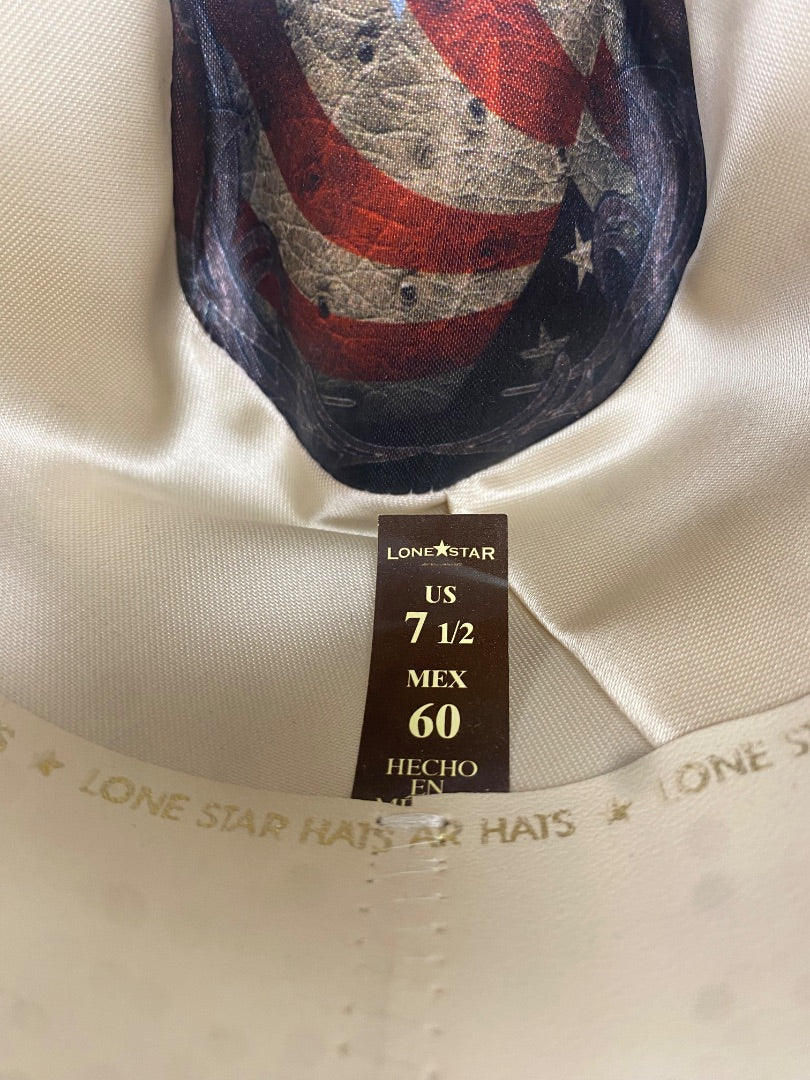 LONE★STAR
US
7 1/2
MEX
60
HECHO
EN
S ★ LONE STAR HATS AR HATS ★ LONE ST